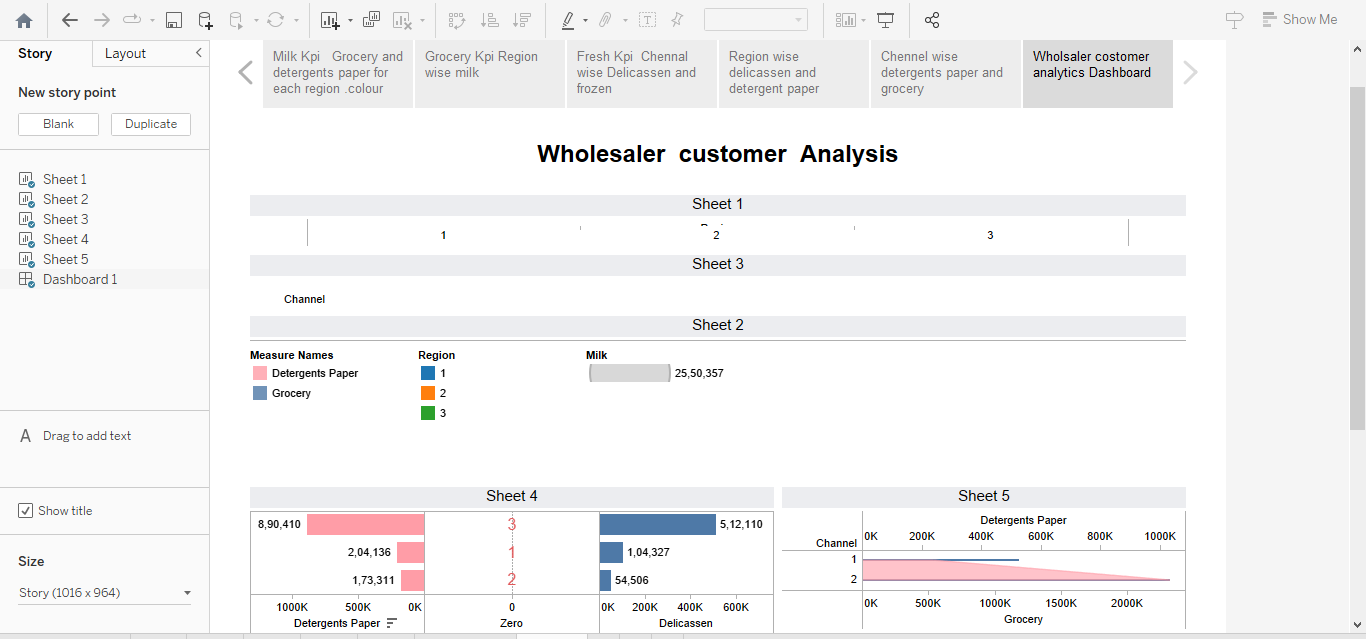 Show Me
Story
Layout
New story point
Blank
Duplicate
Sheet 1
Sheet 2
Sheet 3
Sheet 4
Sheet 5
Dashboard 1
A Drag to add text
Show title
Size
Story (1016 x 964)
Milk Kpi Grocery and
detergents paper for
each region .colour
Grocery Kpi Region
wise milk
Fresh Kpi Chennal
wise Delicassen and
frozen
Region wise
delicassen and
detergent paper
Chennel wise
detergents paper and
grocery
Wholsaler costomer
analytics Dashboard
Wholesaler customer Analysis
Sheet 1
1 2 3
Sheet 3
Channel
Sheet 2
Measure Names
Detergents Paper
Grocery
Region
1
2
3
Milk
25,50,357
Sheet 4
8,90,410 3 5,12,110
2,04,136 1 1,04,327
1,73,311 2 54,506
1000K 500K 0K 0 0K 200K 400K 600K
Detergents Paper Zero Delicassen
Sheet 5
Detergents Paper
Channel 0K 200K 400K 600K 800K 1000K
1
2
0K 500K 1000K 1500K 2000K
Grocery